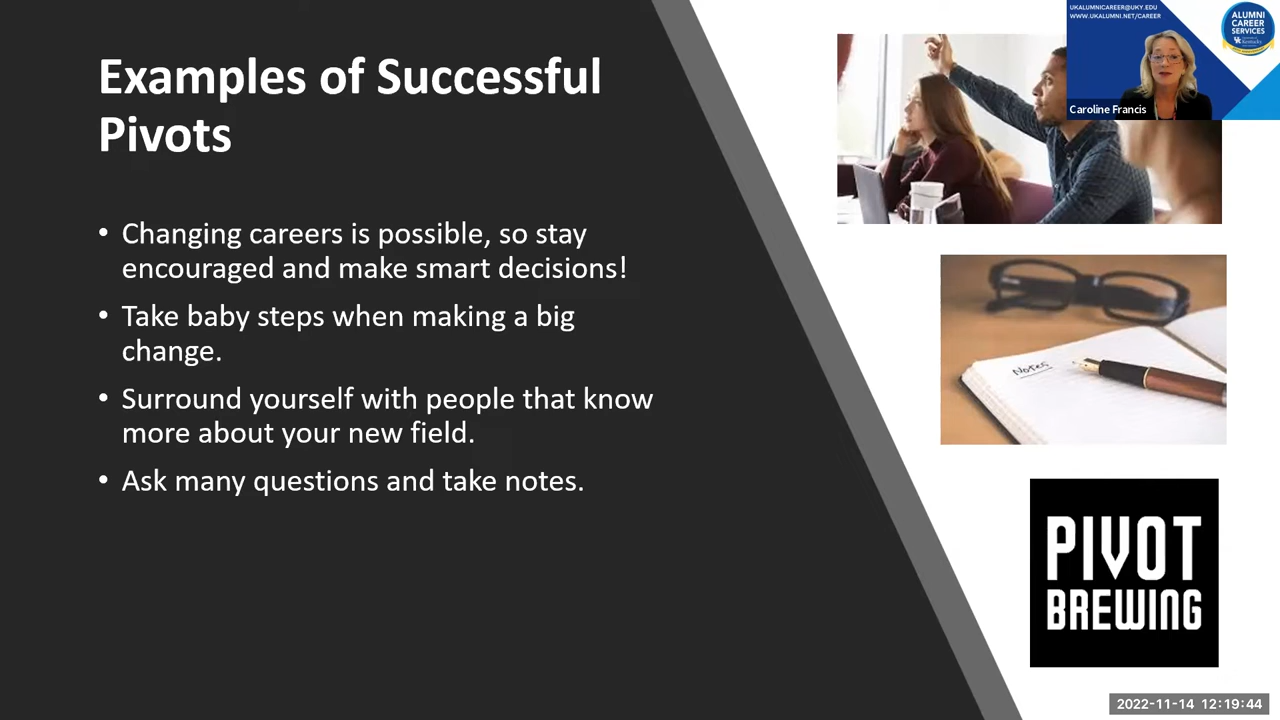 Examples of Successful
Pivots
• Changing careers is possible, so stay
encouraged and make smart decisions!
• Take baby steps when making a big
change.
• Surround yourself with people that know
more about your new field.
• Ask many questions and take notes.
UKALUMNICAREER@UKY.EDU
WWW.UKALUMNI.NET/CAREER
ALUMNI
CAREER
SERVICES
Caroline Francis
Notes
PIVOT
BREWING
2022-11-14 12:19:44